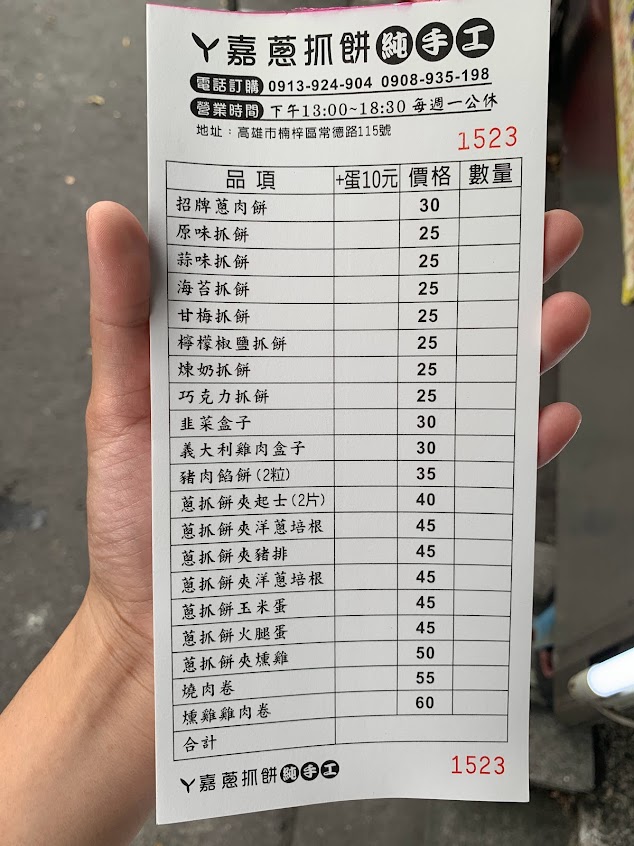 ㄚ嘉蔥抓餅純手工
電話訂購 0913-924-904 0908-935-198
營業時間 下午13:00~18:30 每週一公休
地址：高雄市楠梓區常德路115號
1523
品項 +蛋10元 價格 數量
招牌蔥肉餅 30
原味抓餅 25
蒜味抓餅 25
海苔抓餅 25
甘梅抓餅 25
檸檬椒鹽抓餅 25
煉奶抓餅 25
巧克力抓餅 25
韭菜盒子 30
義大利雞肉盒子 30
豬肉餡餅(2粒) 35
蔥抓餅夾起士(2片) 40
蔥抓餅夾洋蔥培根 45
蔥抓餅夾豬排 45
蔥抓餅夾洋蔥培根 45
蔥抓餅玉米蛋 45
蔥抓餅火腿蛋 45
蔥抓餅夾燻雞 50
燒肉卷 55
燻雞雞肉卷 60
合計
ㄚ嘉蔥抓餅純手工
1523